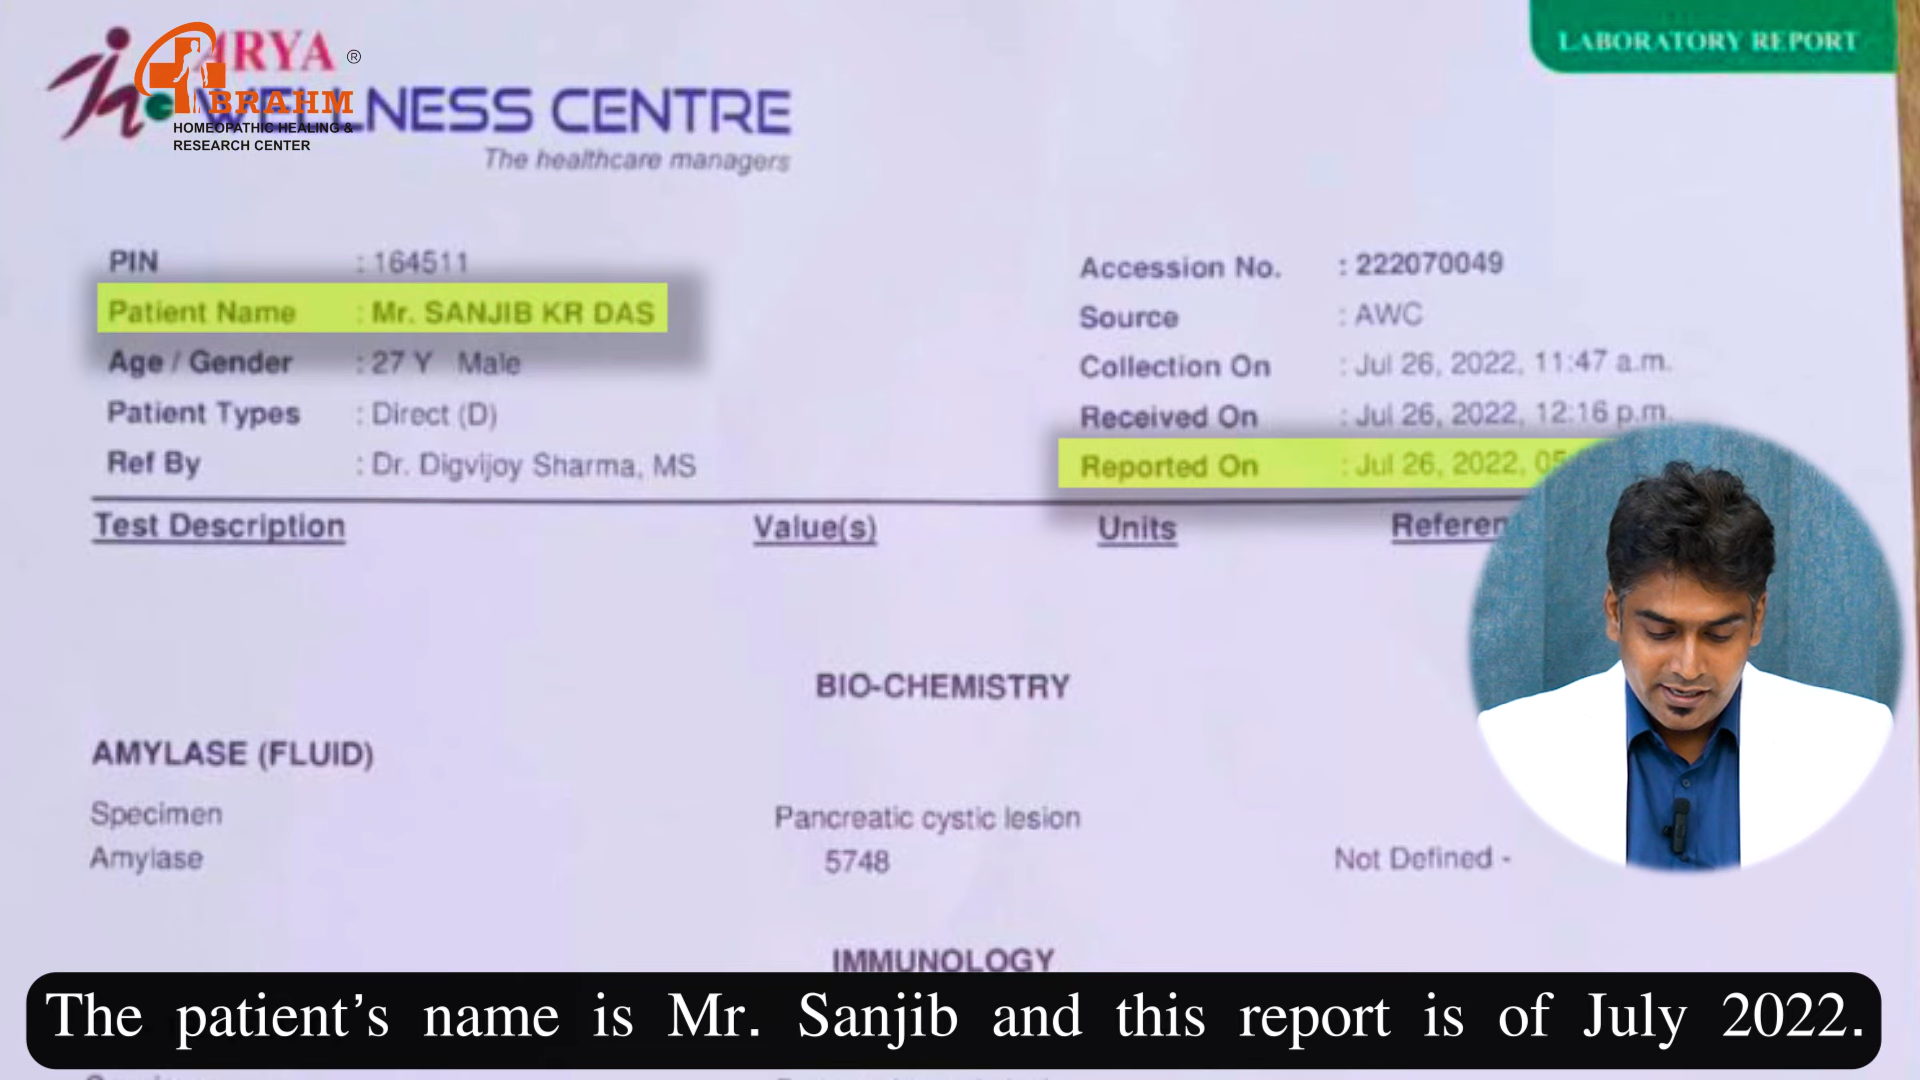 ARYA
WELLNESS CENTRE
The healthcare managers
BRAHM
®
HOMEOPATHIC HEALING &
RESEARCH CENTER
LABORATORY REPORT
PIN : 164511
Patient Name : Mr. SANJIB KR DAS
Age / Gender : 27 Y Male
Patient Types : Direct (D)
Ref By : Dr. Digvijoy Sharma, MS
Accession No. : 222070049
Source : AWC
Collection On : Jul 26, 2022, 11:47 a.m.
Received On : Jul 26, 2022, 12:16 p.m.
Reported On : Jul 26, 2022,
Test Description Value(s) Units
BIO-CHEMISTRY
AMYLASE (FLUID)
Specimen Pancreatic cystic lesion
Amylase 5748 Not Defined -
IMMUNOLOGY
The patient's name is Mr. Sanjib and this report is of July 2022.